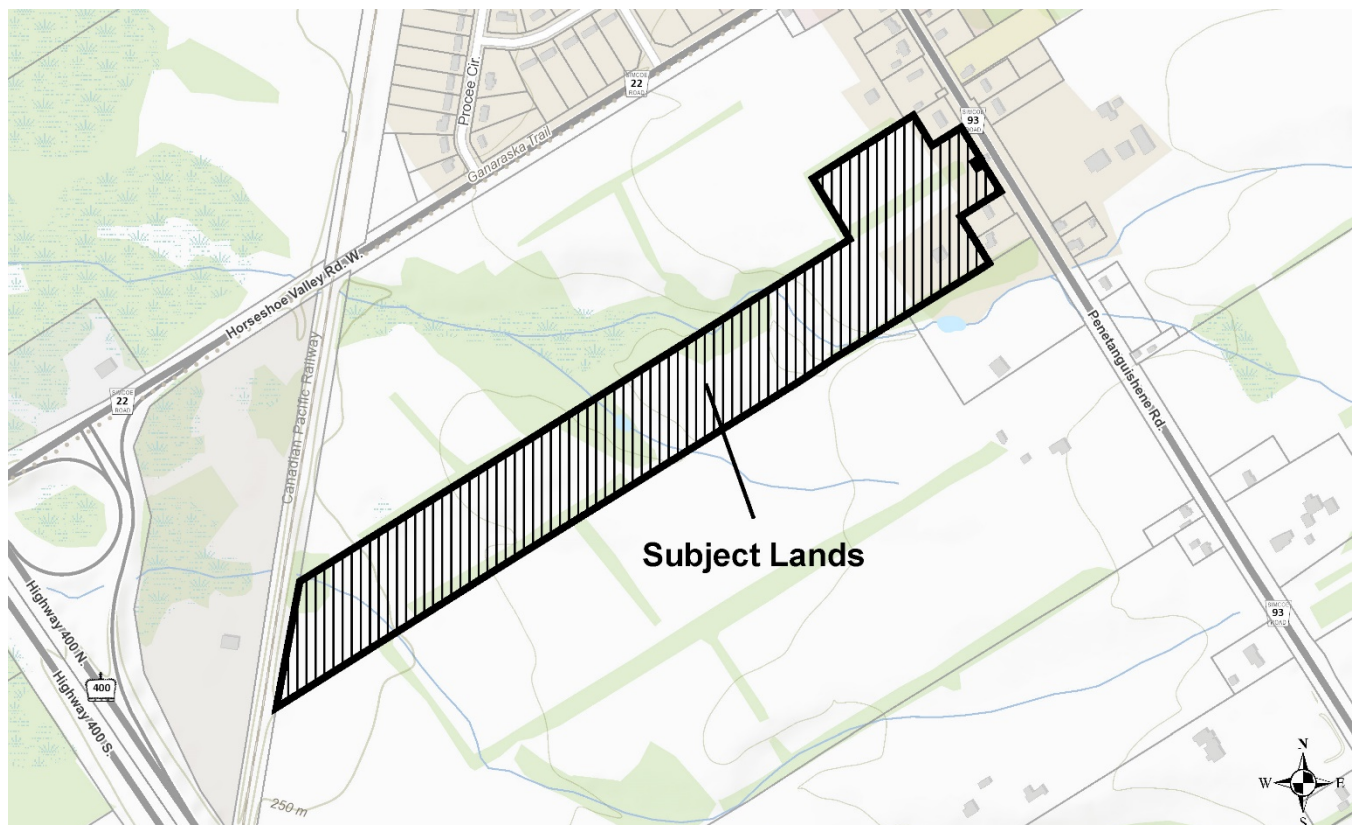 SIMCOE
22
ROAD
Procee Cir.
Ganaraska Trail
SIMCOE
93
ROAD
Horseshoe Valley Rd. W.
Canadian Pacific Railway
Penetanguishene Rd.
SIMCOE
22
ROAD
Subject Lands
Highway 400 N.
Highway 400 S.
400
SIMCOE
93
ROAD
250 m
N
W
E
S